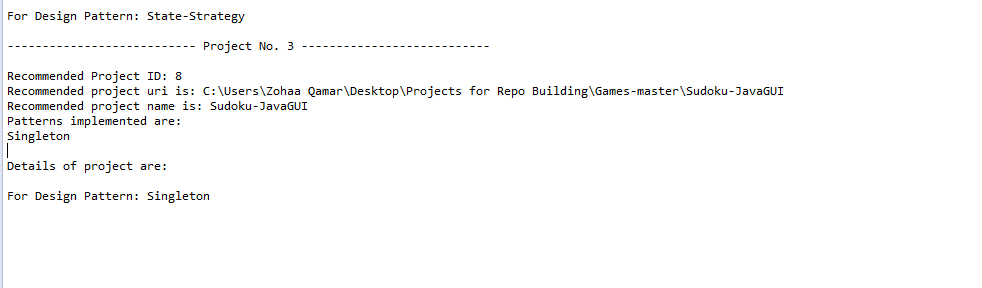 For Design Pattern: State-Strategy
--------------------------- Project No. 3 ---------------------------
Recommended Project ID: 8
Recommended project uri is: C:\Users\Zohaa Qamar\Desktop\Projects for Repo Building\Games-master\Sudoku-JavaGUI
Recommended project name is: Sudoku-JavaGUI
Patterns implemented are:
Singleton
Details of project are:
For Design Pattern: Singleton